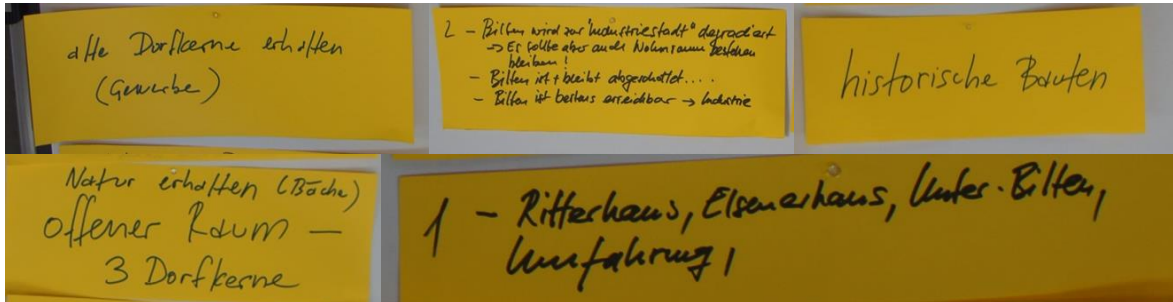 alte Dorfkerne erhalten
(Gewerbe)
2 - Bilten wird zur "Industriestadt" degradiert
→ Es sollte aber auch Wohnraum bestehen
bleiben!
- Bilten ist + bleibt abgeschottet....
- Bilten ist bestens erreichbar → Industrie
historische Bauten
Natur erhalten (Bäche)
offener Raum -
3 Dorfkerne
1 - Ritterhaus, Elsenerhaus, Unter-Bilten,
Umfahrung,